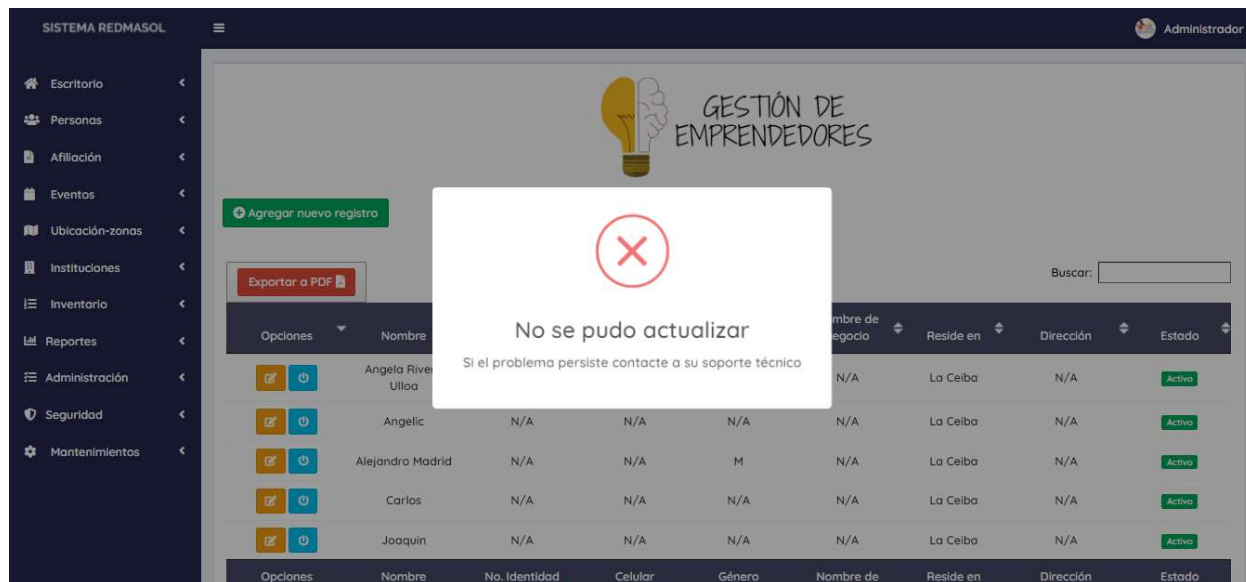 SISTEMA REDMASOL
Administrador
Escritorio
Personas
Afiliación
Eventos
Ubicación-zonas
Instituciones
Inventario
Reportes
Administración
Seguridad
Mantenimientos
GESTIÓN DE
EMPRENDEDORES
Agregar nuevo registro
Exportar a PDF
Buscar:
No se pudo actualizar
Si el problema persiste contacte a su soporte técnico
Opciones Nombre Reside en Dirección Estado
Angela
Ulloa N/A La Ceiba N/A Activo
Angelic N/A N/A N/A N/A La Ceiba N/A Activo
Alejandro Madrid N/A N/A M N/A La Ceiba N/A Activo
Carlos N/A N/A N/A N/A La Ceiba N/A Activo
Joaquin N/A N/A N/A N/A La Ceiba N/A Activo
Opciones Nombre No. Identidad Celular Género Nombre de Reside en Dirección Estado